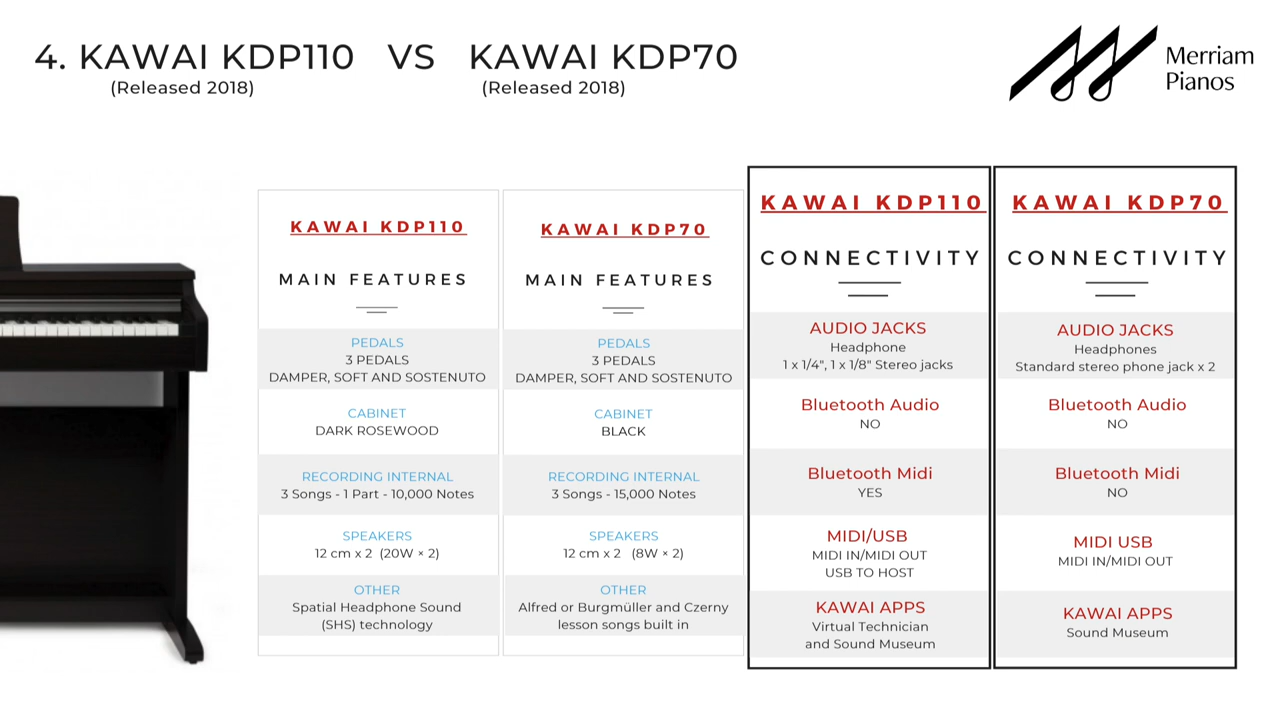 4. KAWAI KDP110 VS KAWAI KDP70
(Released 2018) (Released 2018)
Merriam
Pianos
KAWAI KDP110
MAIN FEATURES
PEDALS
3 PEDALS
DAMPER, SOFT AND SOSTENUTO
CABINET
DARK ROSEWOOD
RECORDING INTERNAL
3 Songs - 1 Part - 10,000 Notes
SPEAKERS
12 cm x 2 (20W × 2)
OTHER
Spatial Headphone Sound
(SHS) technology
KAWAI KDP70
MAIN FEATURES
PEDALS
3 PEDALS
DAMPER, SOFT AND SOSTENUTO
CABINET
BLACK
RECORDING INTERNAL
3 Songs - 15,000 Notes
SPEAKERS
12 cm x 2 (8W × 2)
OTHER
Alfred or Burgmüller and Czerny
lesson songs built in
KAWAI KDP110
CONNECTIVITY
AUDIO JACKS
Headphone
1 x 1/4", 1 x 1/8" Stereo jacks
Bluetooth Audio
NO
Bluetooth Midi
YES
MIDI/USB
MIDI IN/MIDI OUT
USB TO HOST
KAWAI APPS
Virtual Technician
and Sound Museum
KAWAI KDP70
CONNECTIVITY
AUDIO JACKS
Headphones
Standard stereo phone jack x 2
Bluetooth Audio
NO
Bluetooth Midi
NO
MIDI USB
MIDI IN/MIDI OUT
KAWAI APPS
Sound Museum